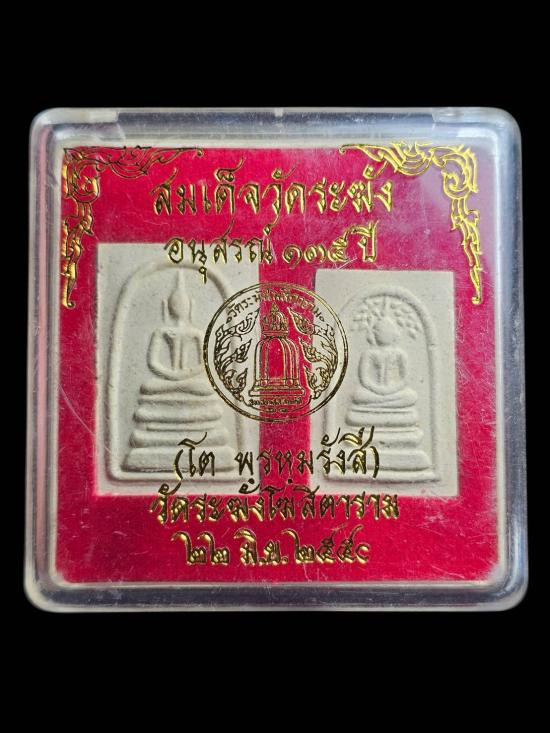 สมเด็จวัดระฆัง
อนุสรณ์ ๑๓๕ ปี
(โต พฺรหฺมรังสี)
วัดระฆังโฆสิตาราม
๒๒ มิ.ย. ๒๕๕๐